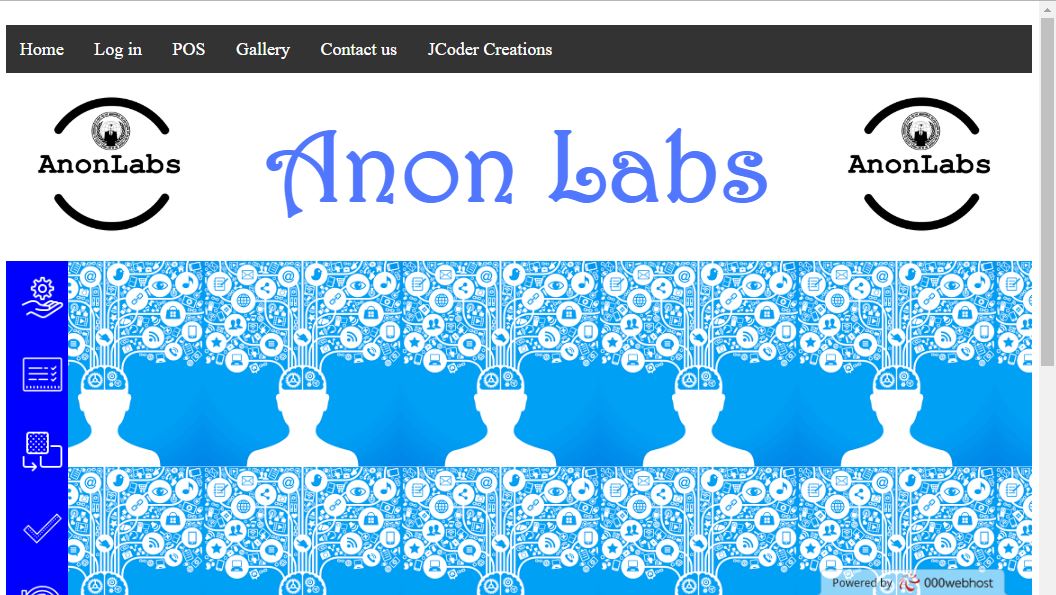 Home Log in POS Gallery Contact us JCoder Creations
AnonLabs
Anon Labs
AnonLabs
Powered by 000webhost